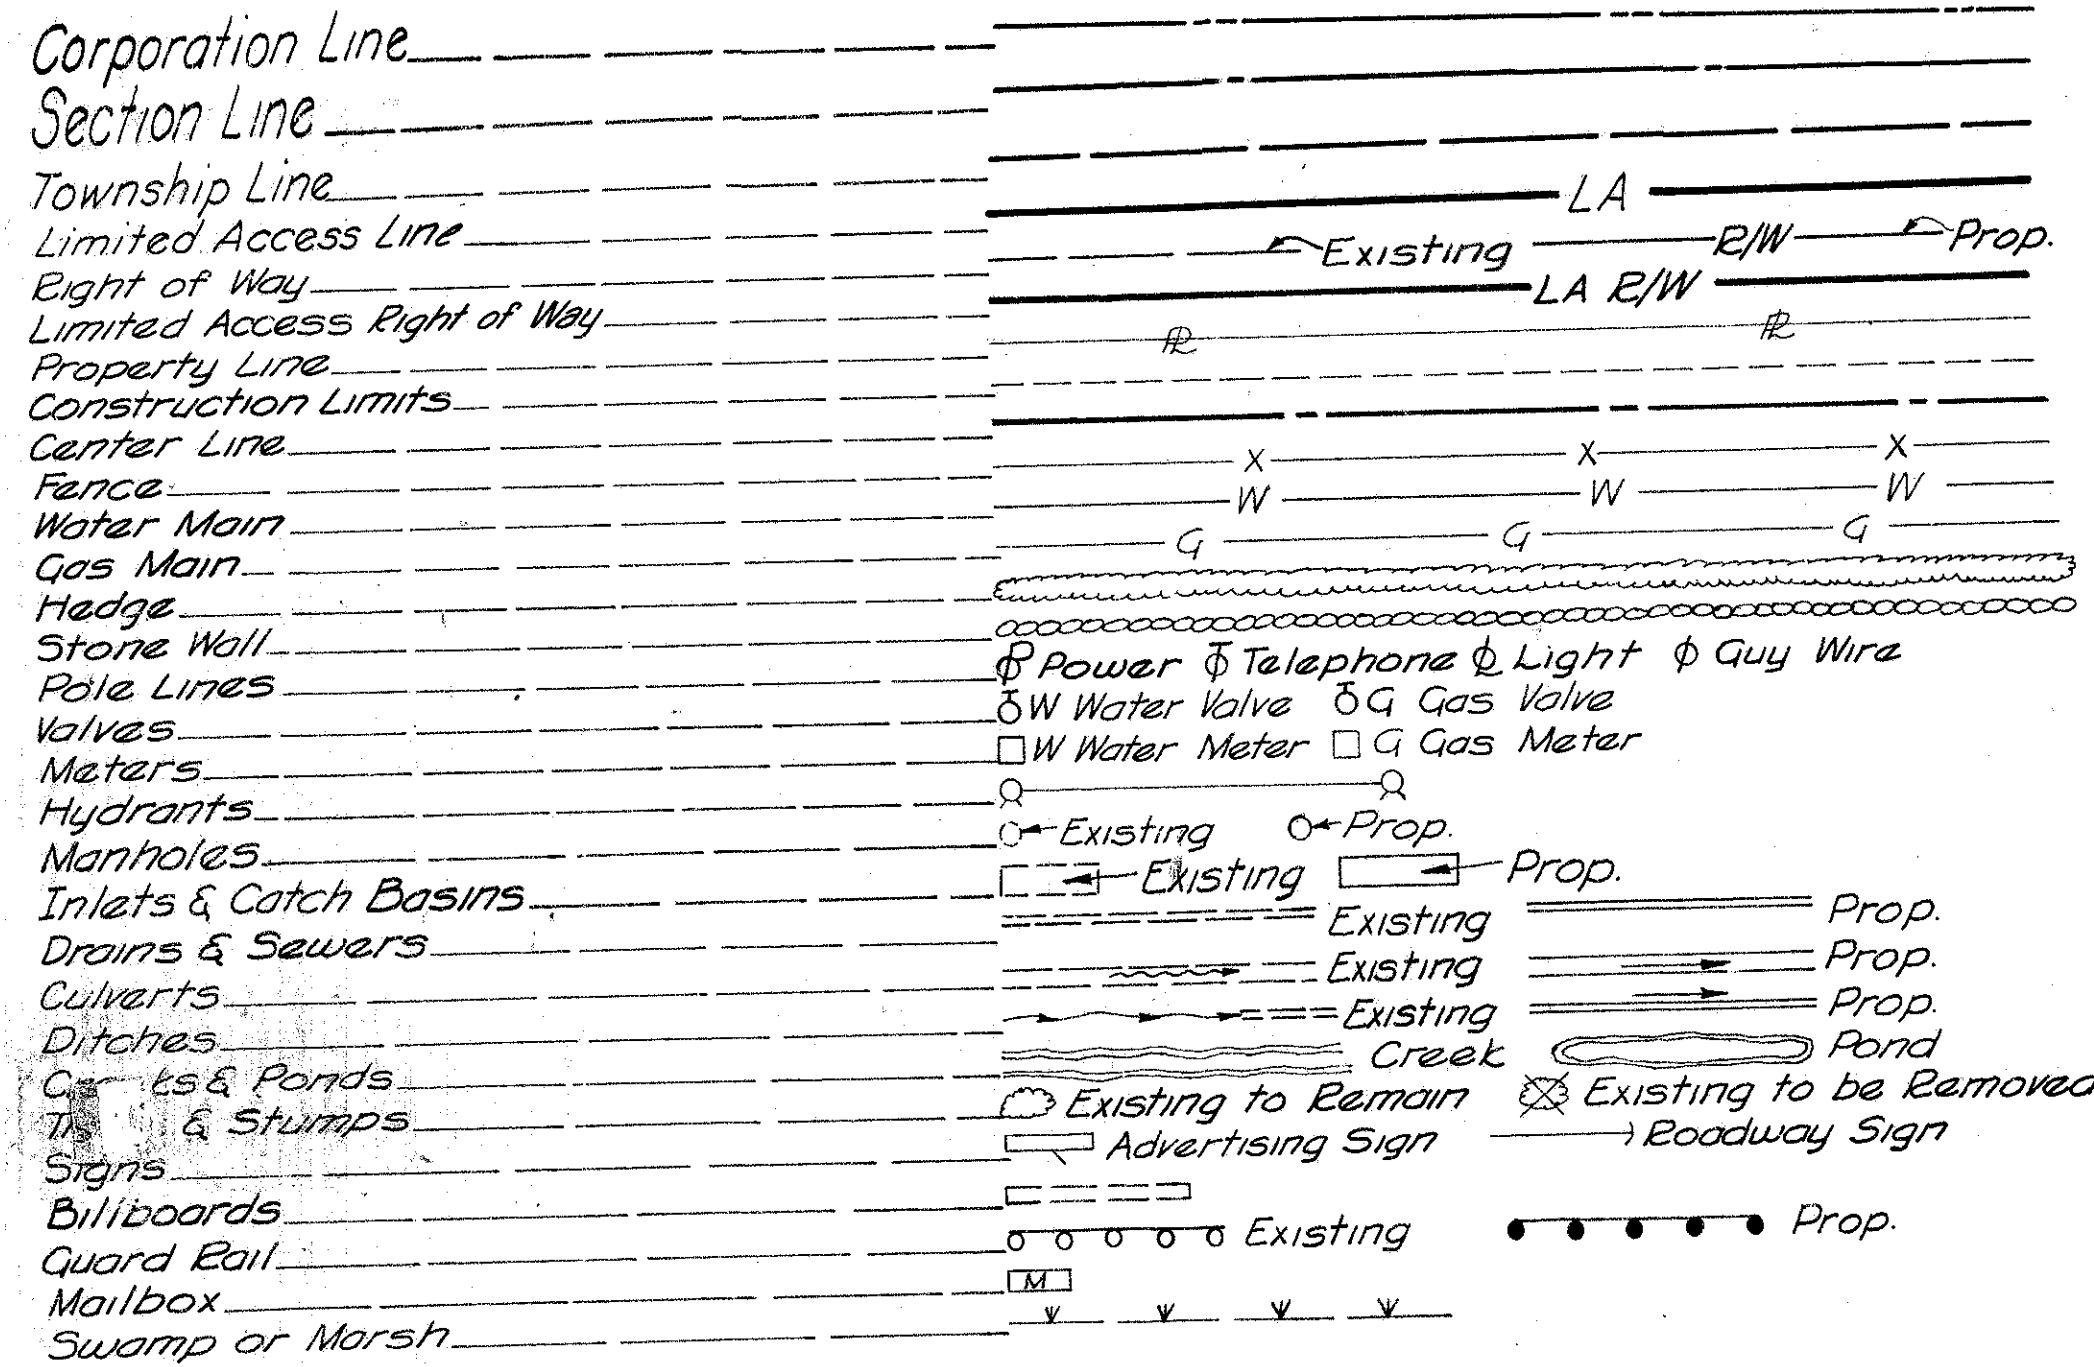 Corporation Line
Section Line
Township Line
Limited Access Line LA
Right of Way Existing R/W Prop.
Limited Access Right of Way LA R/W
Property Line PL PL
Construction Limits
Center Line
Fence X X X
Water Main W W W
Gas Main G G G
Hedge
Stone Wall
Pole Lines Power Telephone Light Guy Wire
Valves W Water Valve G Gas Valve
Meters W Water Meter G Gas Meter
Hydrants
Manholes Existing Prop.
Inlets & Catch Basins Existing Prop.
Drains & Sewers Existing Prop.
Culverts Existing Prop.
Ditches Existing Prop.
& Ponds Creek Pond
& Stumps Existing to Remain Existing to be Removed
Signs Advertising Sign Roadway Sign
Billboards
Guard Rail Existing Prop.
Mailbox M
Swamp or Marsh